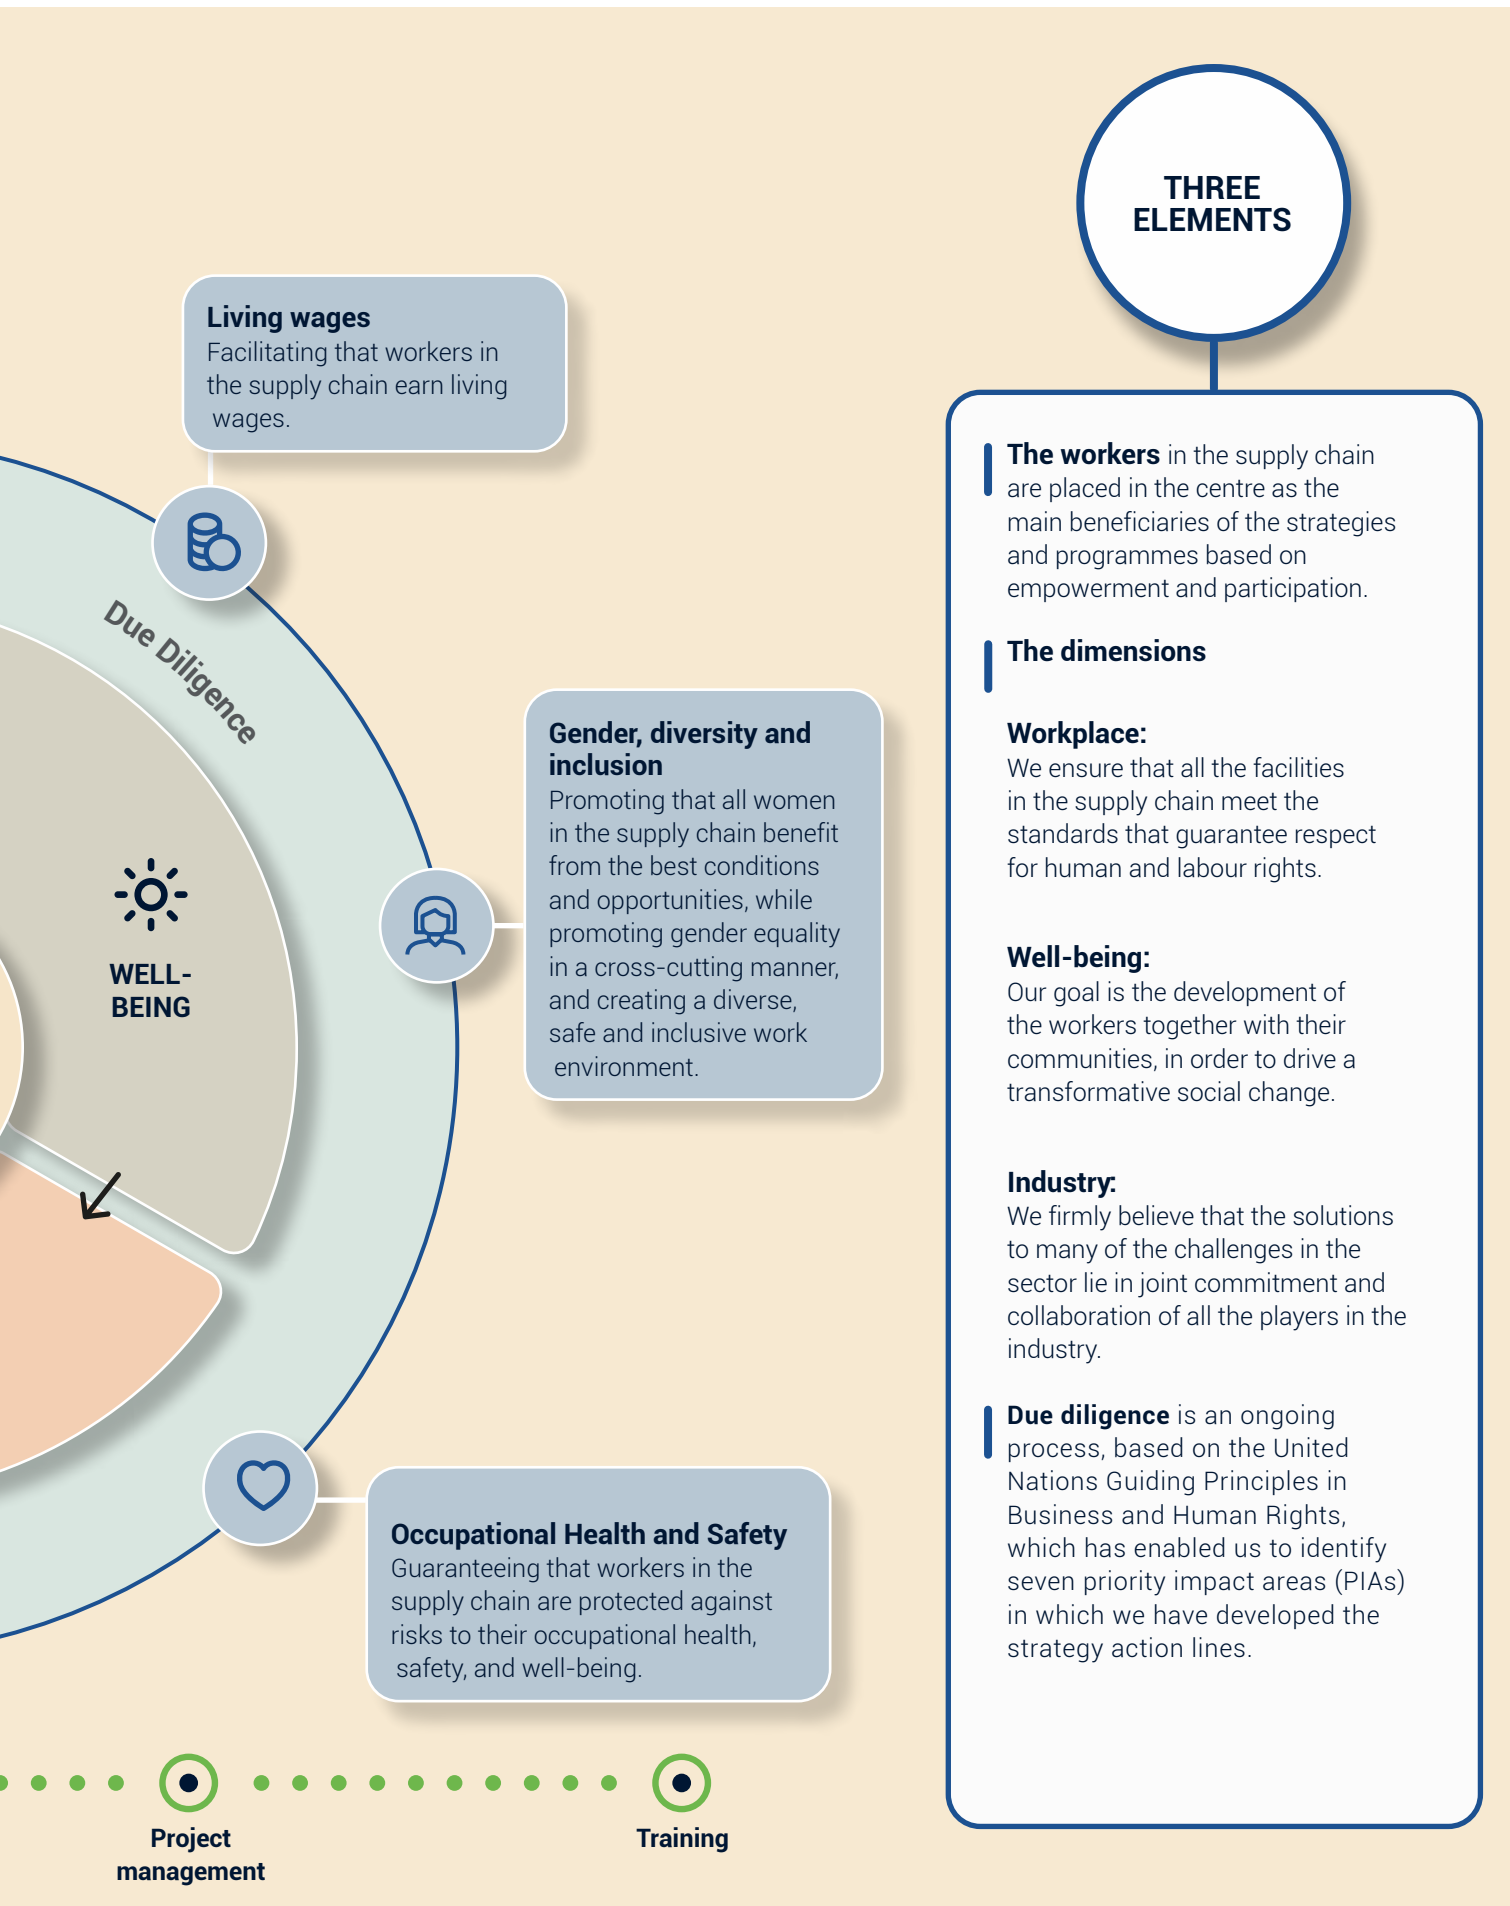 THREE
ELEMENTS
Living wages
Facilitating that workers in
the supply chain earn living
wages.
Due Diligence
WELL-
BEING
Gender, diversity and
inclusion
Promoting that all women
in the supply chain benefit
from the best conditions
and opportunities, while
promoting gender equality
in a cross-cutting manner,
and creating a diverse,
safe and inclusive work
environment.
Occupational Health and Safety
Guaranteeing that workers in the
supply chain are protected against
risks to their occupational health,
safety, and well-being.
Project
management
Training
The workers in the supply chain
are placed in the centre as the
main beneficiaries of the strategies
and programmes based on
empowerment and participation.
The dimensions
Workplace:
We ensure that all the facilities
in the supply chain meet the
standards that guarantee respect
for human and labour rights.
Well-being:
Our goal is the development of
the workers together with their
communities, in order to drive a
transformative social change.
Industry:
We firmly believe that the solutions
to many of the challenges in the
sector lie in joint commitment and
collaboration of all the players in the
industry.
Due diligence is an ongoing
process, based on the United
Nations Guiding Principles in
Business and Human Rights,
which has enabled us to identify
seven priority impact areas (PIAs)
in which we have developed the
strategy action lines.